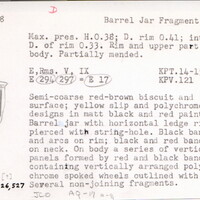 D
8 Barrel Jar Fragment
Max. pres. H.0.38; D. rim 0.41; int
D. of rim 0.33. Rim and upper part
body. Partially mended.
E, Rms. V, IX KPT.14-1
E (294/297) = (E 17) KPV.121
Semi-coarse red-brown biscuit and
surface; yellow slip and polychrome
designs in matt black and red paint
Barrel jar with horizontal ledge ri
pierced with string-hole. Black ban
and arcs on rim; black and red band
on neck. On body a series of vertica
panels formed by red and black band
containing vertically arranged poly
chrome spoked wheels outlined with
Several non-joining fragments.
26,527